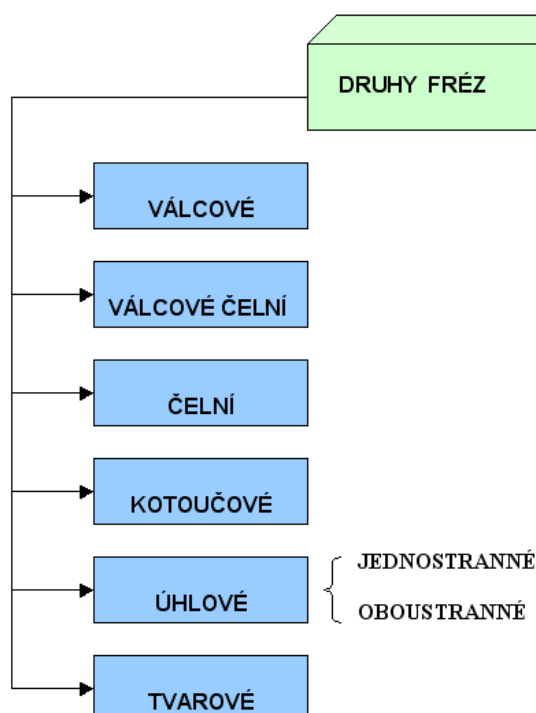 DRUHY FRÉZ
VÁLCOVÉ
VÁLCOVÉ ČELNÍ
ČELNÍ
KOTOUČOVÉ
ÚHLOVÉ
JEDNOSTRANNÉ
OBOUSTRANNÉ
TVAROVÉ